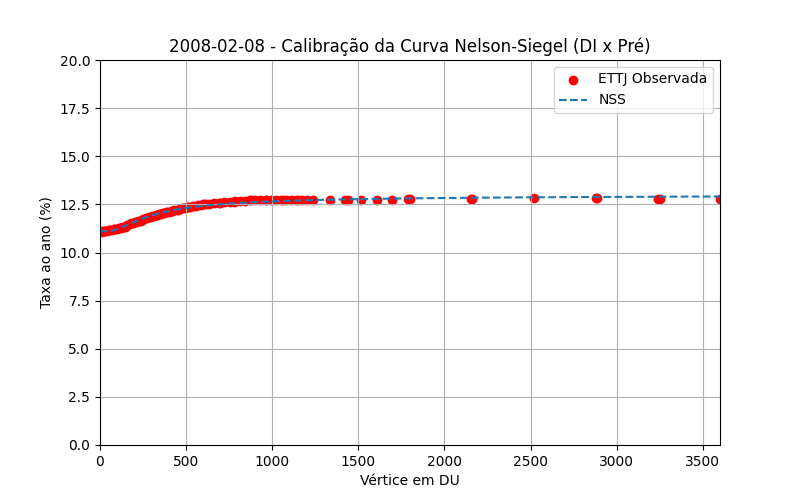 2008-02-08 - Calibração da Curva Nelson-Siegel (DI x Pré)
ETTJ Observada
NSS
20.0
17.5
15.0
12.5
10.0
7.5
5.0
2.5
0.0
Taxa ao ano (%)
0 500 1000 1500 2000 2500 3000 3500
Vértice em DU